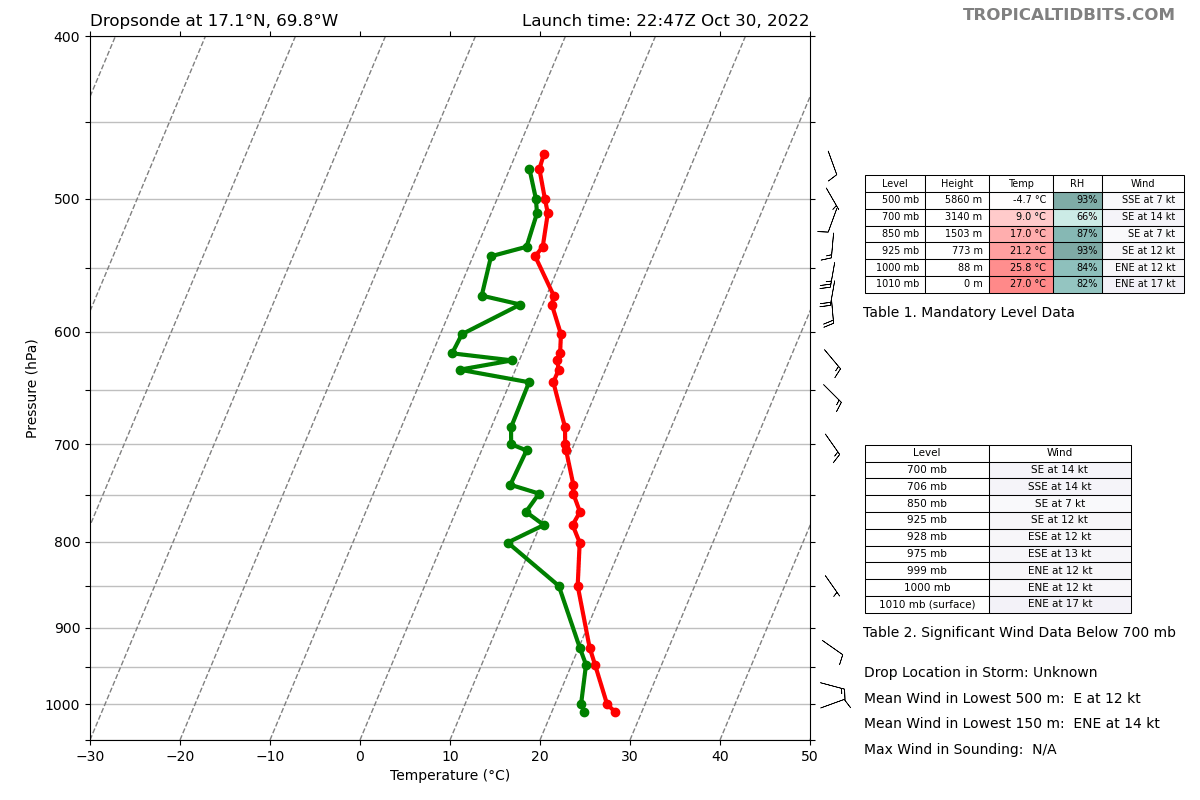 Dropsonde at 17.1°N, 69.8°W
Launch time: 22:47Z Oct 30, 2022
TROPICALTIDBITS.COM
400
500
600
700
800
900
1000
Pressure (hPa)
−30 −20 −10 0 10 20 30 40 50
Temperature (°C)
Level Height Temp RH Wind
500 mb 5860 m -4.7 °C 93% SSE at 7 kt
700 mb 3140 m 9.0 °C 66% SE at 14 kt
850 mb 1503 m 17.0 °C 87% SE at 7 kt
925 mb 773 m 21.2 °C 93% SE at 12 kt
1000 mb 88 m 25.8 °C 84% ENE at 12 kt
1010 mb 0 m 27.0 °C 82% ENE at 17 kt
Table 1. Mandatory Level Data
Level Wind
700 mb SE at 14 kt
706 mb SSE at 14 kt
850 mb SE at 7 kt
925 mb SE at 12 kt
928 mb ESE at 12 kt
975 mb ESE at 13 kt
999 mb ENE at 12 kt
1000 mb ENE at 12 kt
1010 mb (surface) ENE at 17 kt
Table 2. Significant Wind Data Below 700 mb
Drop Location in Storm: Unknown
Mean Wind in Lowest 500 m: E at 12 kt
Mean Wind in Lowest 150 m: ENE at 14 kt
Max Wind in Sounding: N/A